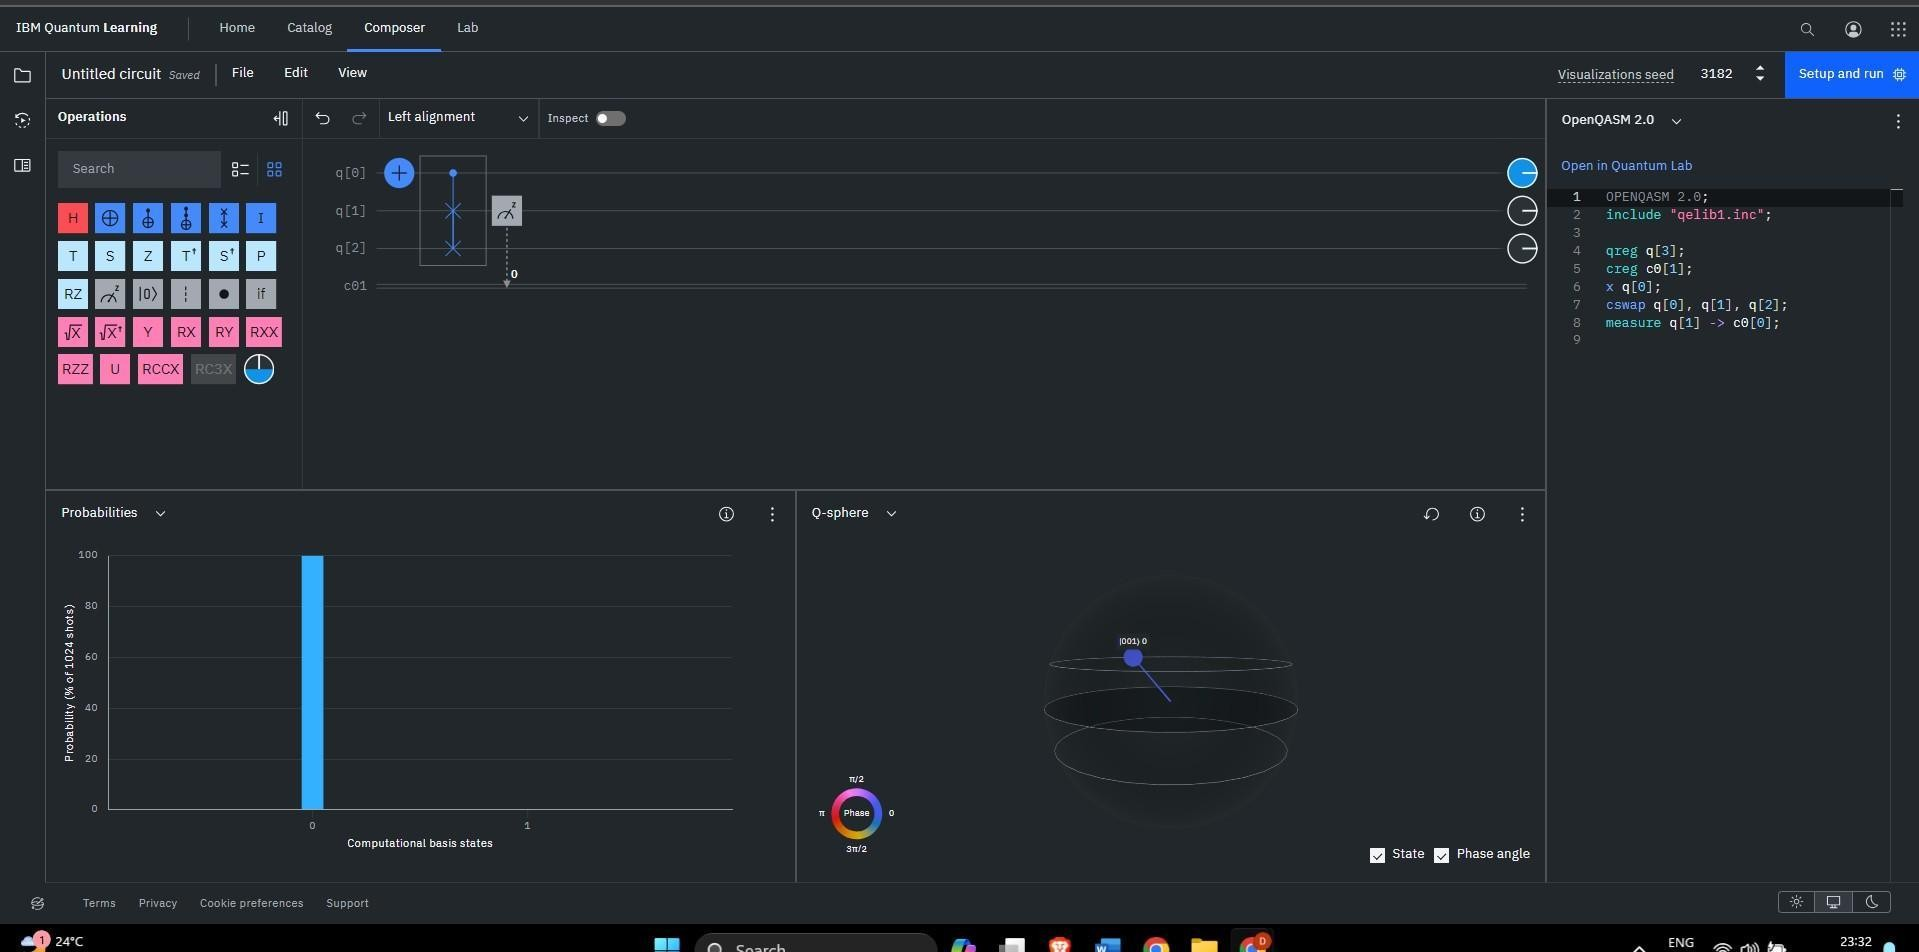 IBM Quantum Learning Home Catalog Composer Lab
Untitled circuit Saved File Edit View Visualizations seed 3182 Setup and run
Operations
Search
H I
T S Z T† S† P
RZ z |0⟩ if
√X √X† Y RX RY RXX
RZZ U RCCX RC3X
Left alignment Inspect
q[0]
q[1] z
q[2]
0
c01
OpenQASM 2.0
Open in Quantum Lab
1 OPENQASM 2.0;
2 include "qelib1.inc";
3
4 qreg q[3];
5 creg c0[1];
6 x q[0];
7 cswap q[0], q[1], q[2];
8 measure q[1] -> c0[0];
9
Probabilities
Probability (% of 1024 shots)
100
80
60
40
20
0
0 1
Computational basis states
Q-sphere
|001⟩ 0
π/2
π Phase 0
3π/2
State Phase angle
Terms Privacy Cookie preferences Support
1 24°C Search D ENG 23:32